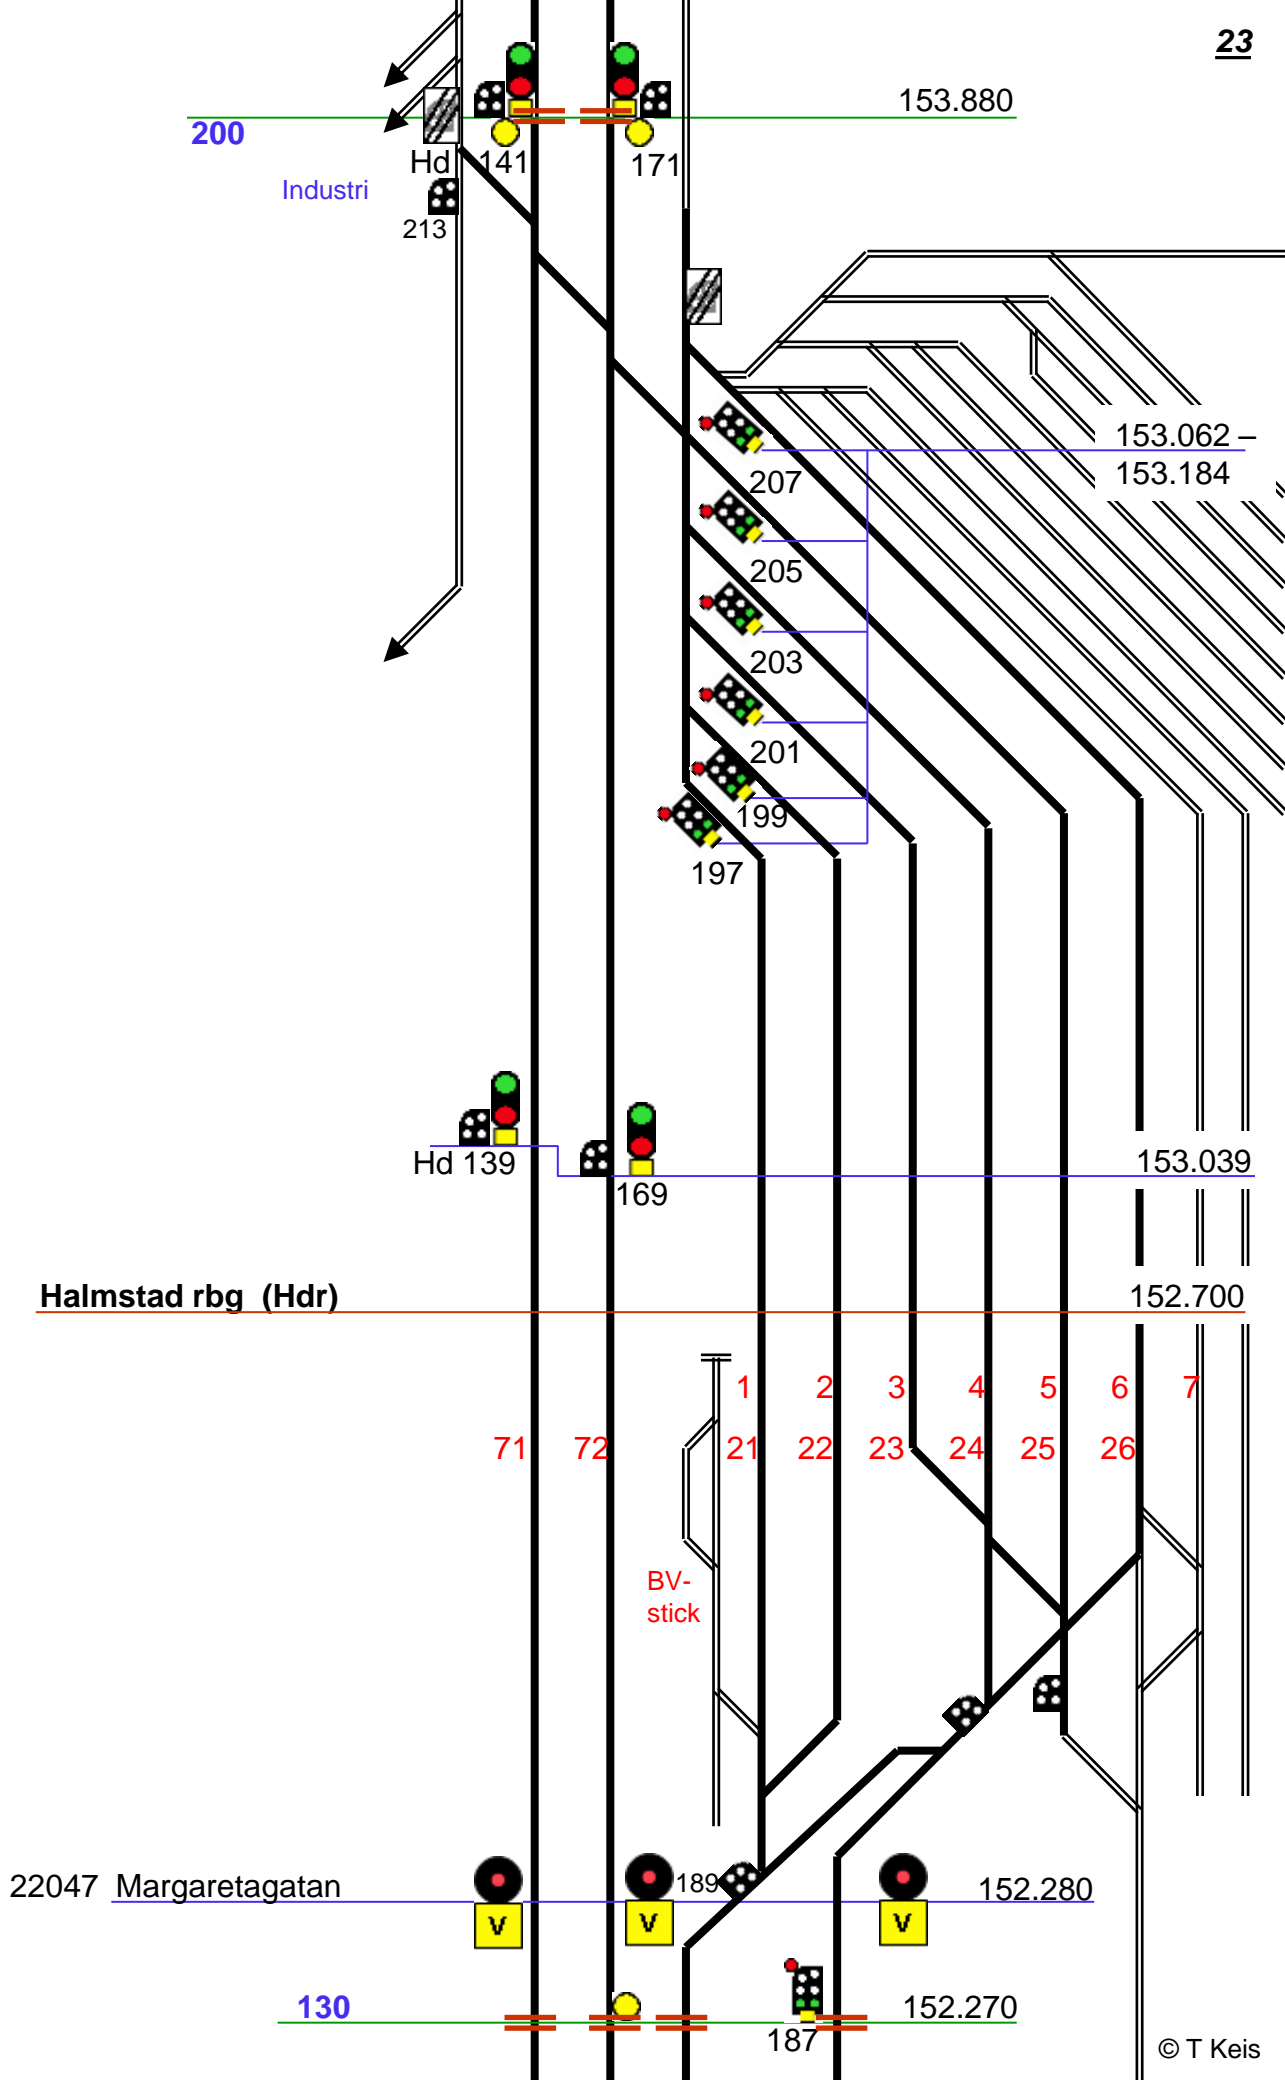 23
153.880
200
Hd 141
171
Industri
213
153.062 –
153.184
207
205
203
201
199
197
Hd 139
153.039
169
Halmstad rbg (Hdr)
152.700
1 2 3 4 5 6 7
71 72 21 22 23 24 25 26
BV-
stick
22047 Margaretagatan
189
152.280
V V V
130
152.270
187
© T Keis